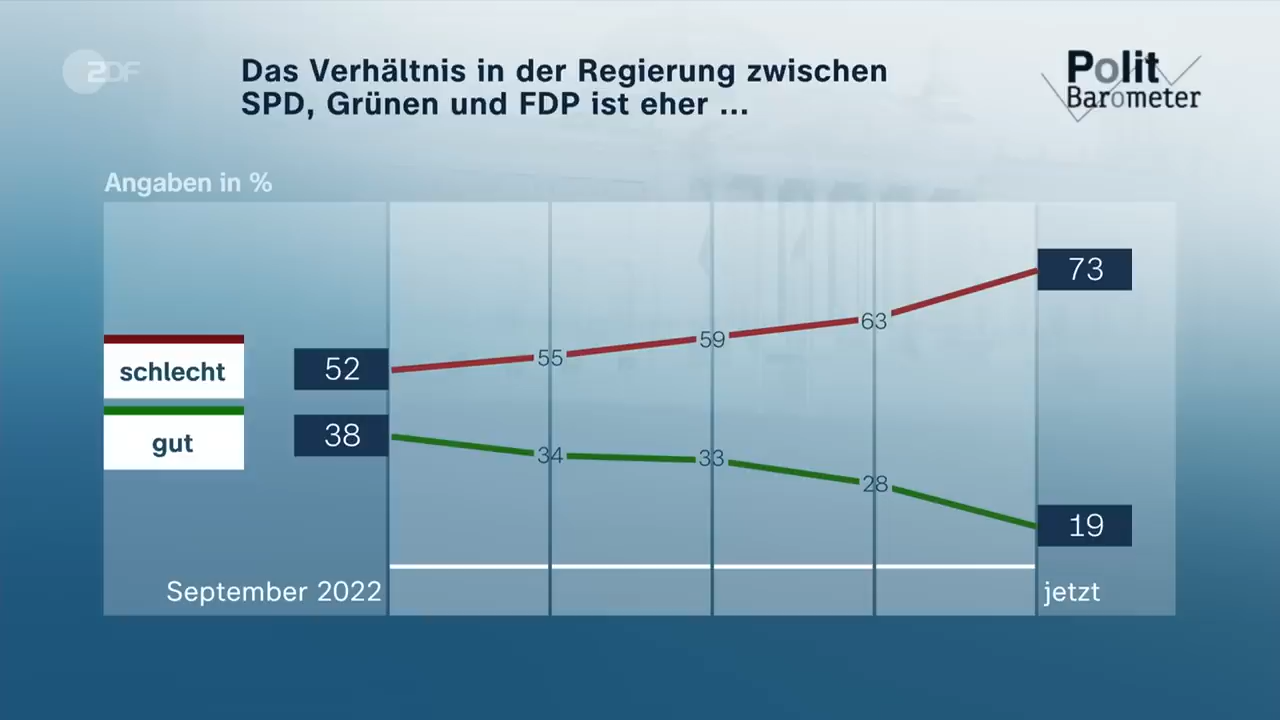 ZDF
Das Verhältnis in der Regierung zwischen
SPD, Grünen und FDP ist eher ...
Polit
Barometer
Angaben in %
73
63
59
55
schlecht
52
gut
38
34
33
28
19
September 2022
jetzt